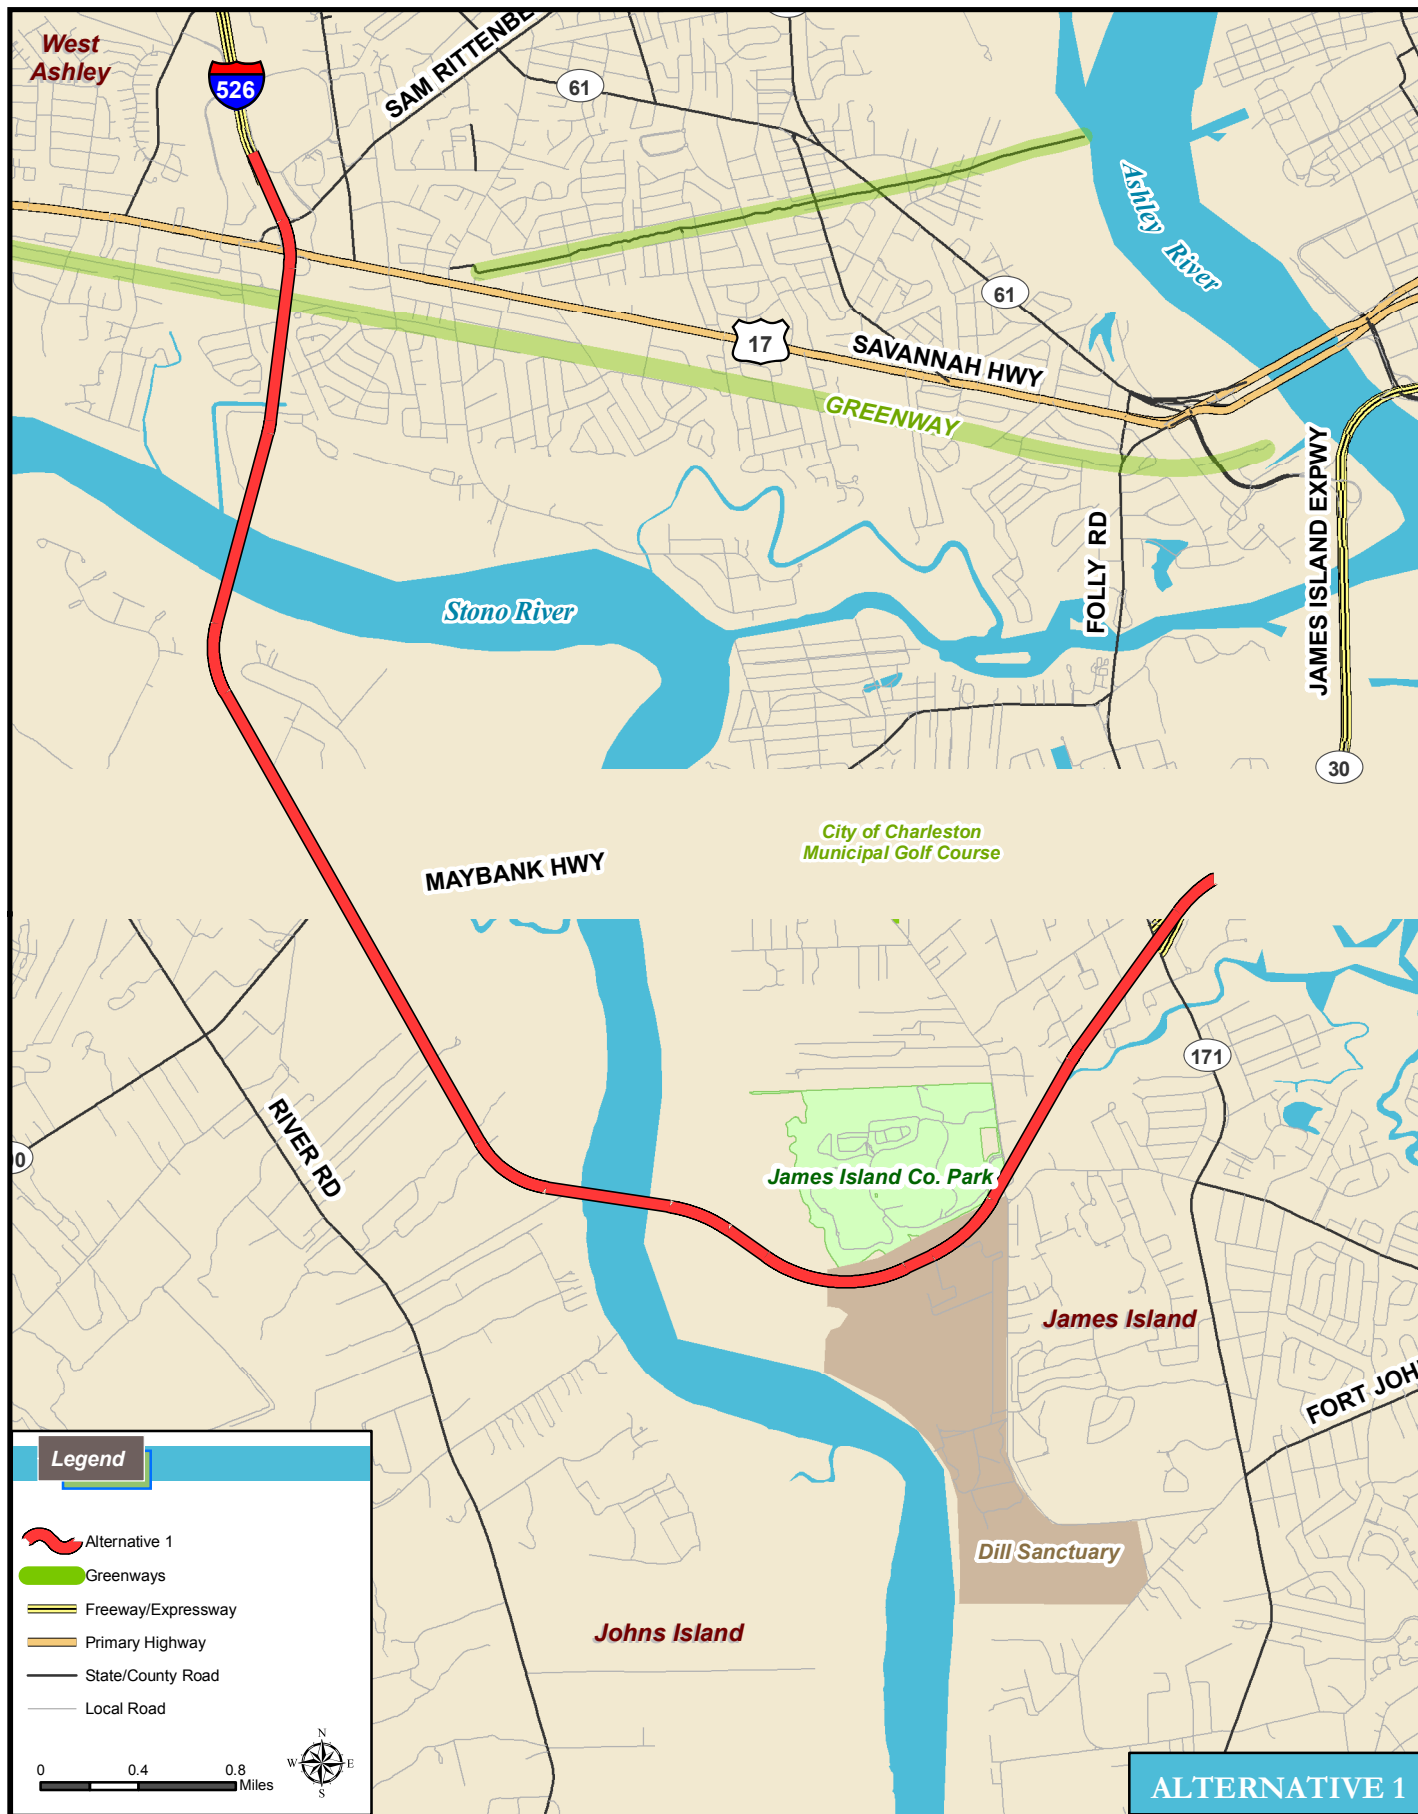 West
Ashley
526
SAM RITTENBE
61
Ashley River
61
17
SAVANNAH HWY
GREENWAY
FOLLY RD
JAMES ISLAND EXPWY
Stono River
30
City of Charleston
Municipal Golf Course
MAYBANK HWY
171
RIVER RD
James Island Co. Park
James Island
FORT JOH
Dill Sanctuary
Johns Island
Legend
Alternative 1
Greenways
Freeway/Expressway
Primary Highway
State/County Road
Local Road
N
W E
S
0 0.4 0.8
Miles
ALTERNATIVE 1